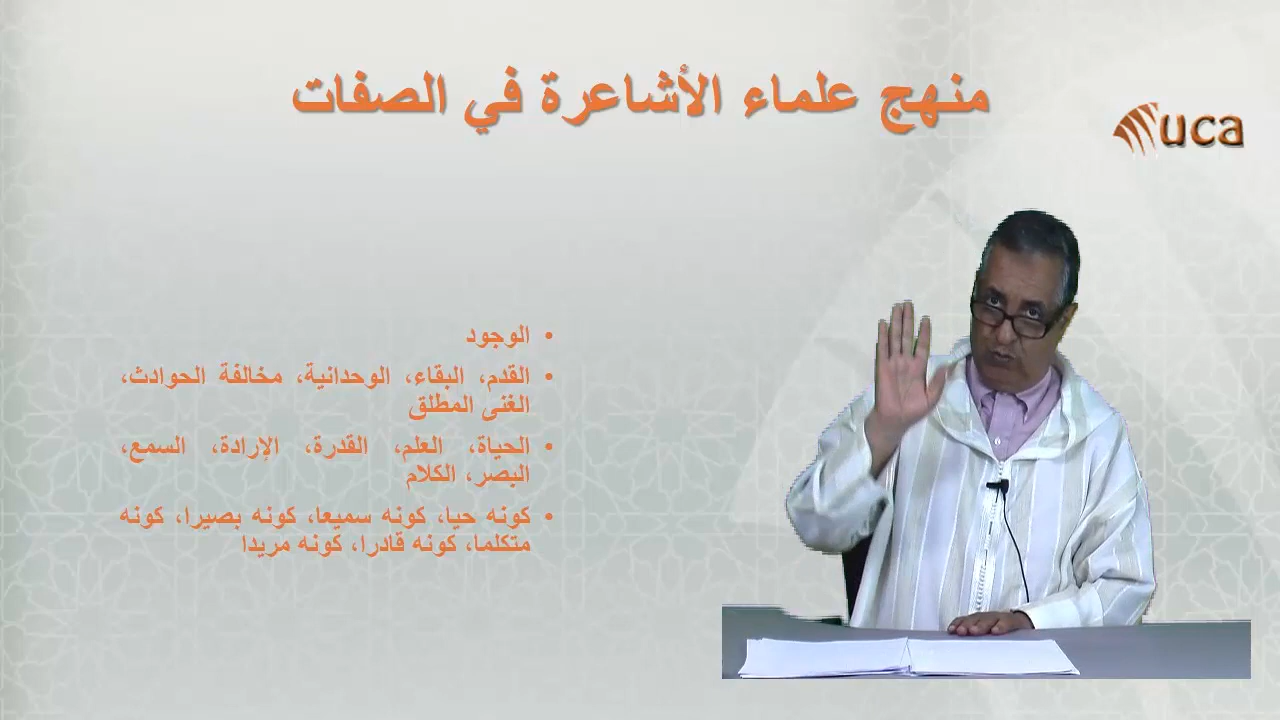 منهج علماء الأشاعرة في الصفات
uca
• الوجود
• القدم، البقاء، الوحدانية، مخالفة الحوادث،
الغنى المطلق
• الحياة، العلم، القدرة، الإرادة، السمع،
البصر، الكلام
• كونه حيا، كونه سميعا، كونه بصيرا، كونه
متكلما، كونه قادرا، كونه مريدا